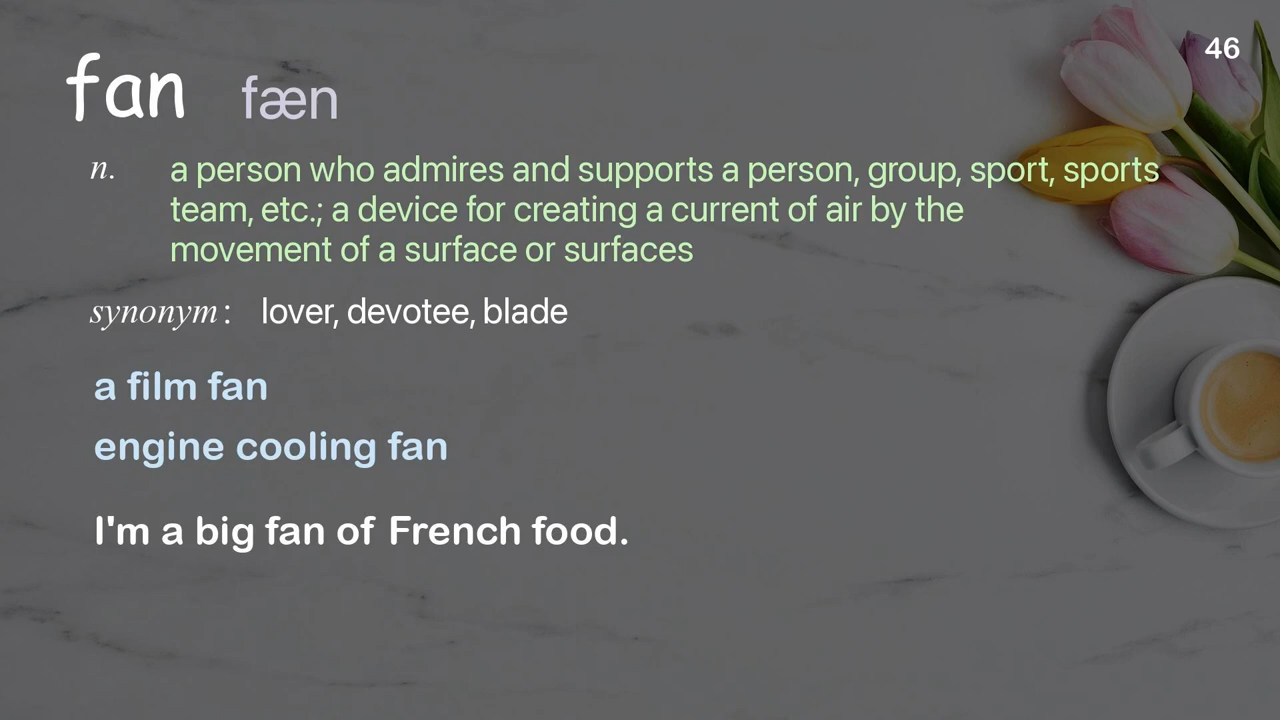 46
fan fæn
n. a person who admires and supports a person, group, sport, sports
team, etc.; a device for creating a current of air by the
movement of a surface or surfaces
synonym: lover, devotee, blade
a film fan
engine cooling fan
I'm a big fan of French food.